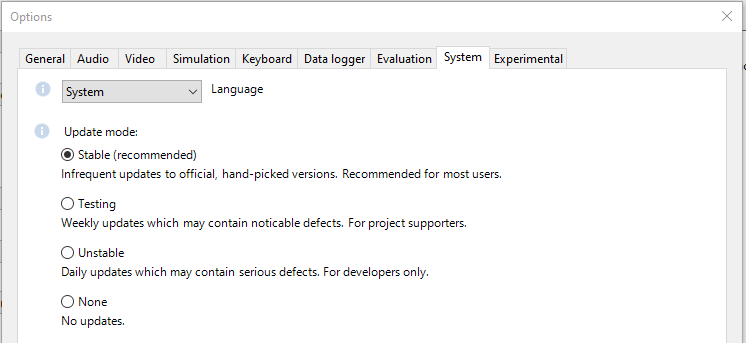 Options
General Audio Video Simulation Keyboard Data logger Evaluation System Experimental
System Language
Update mode:
Stable (recommended)
Infrequent updates to official, hand-picked versions. Recommended for most users.
Testing
Weekly updates which may contain noticable defects. For project supporters.
Unstable
Daily updates which may contain serious defects. For developers only.
None
No updates.